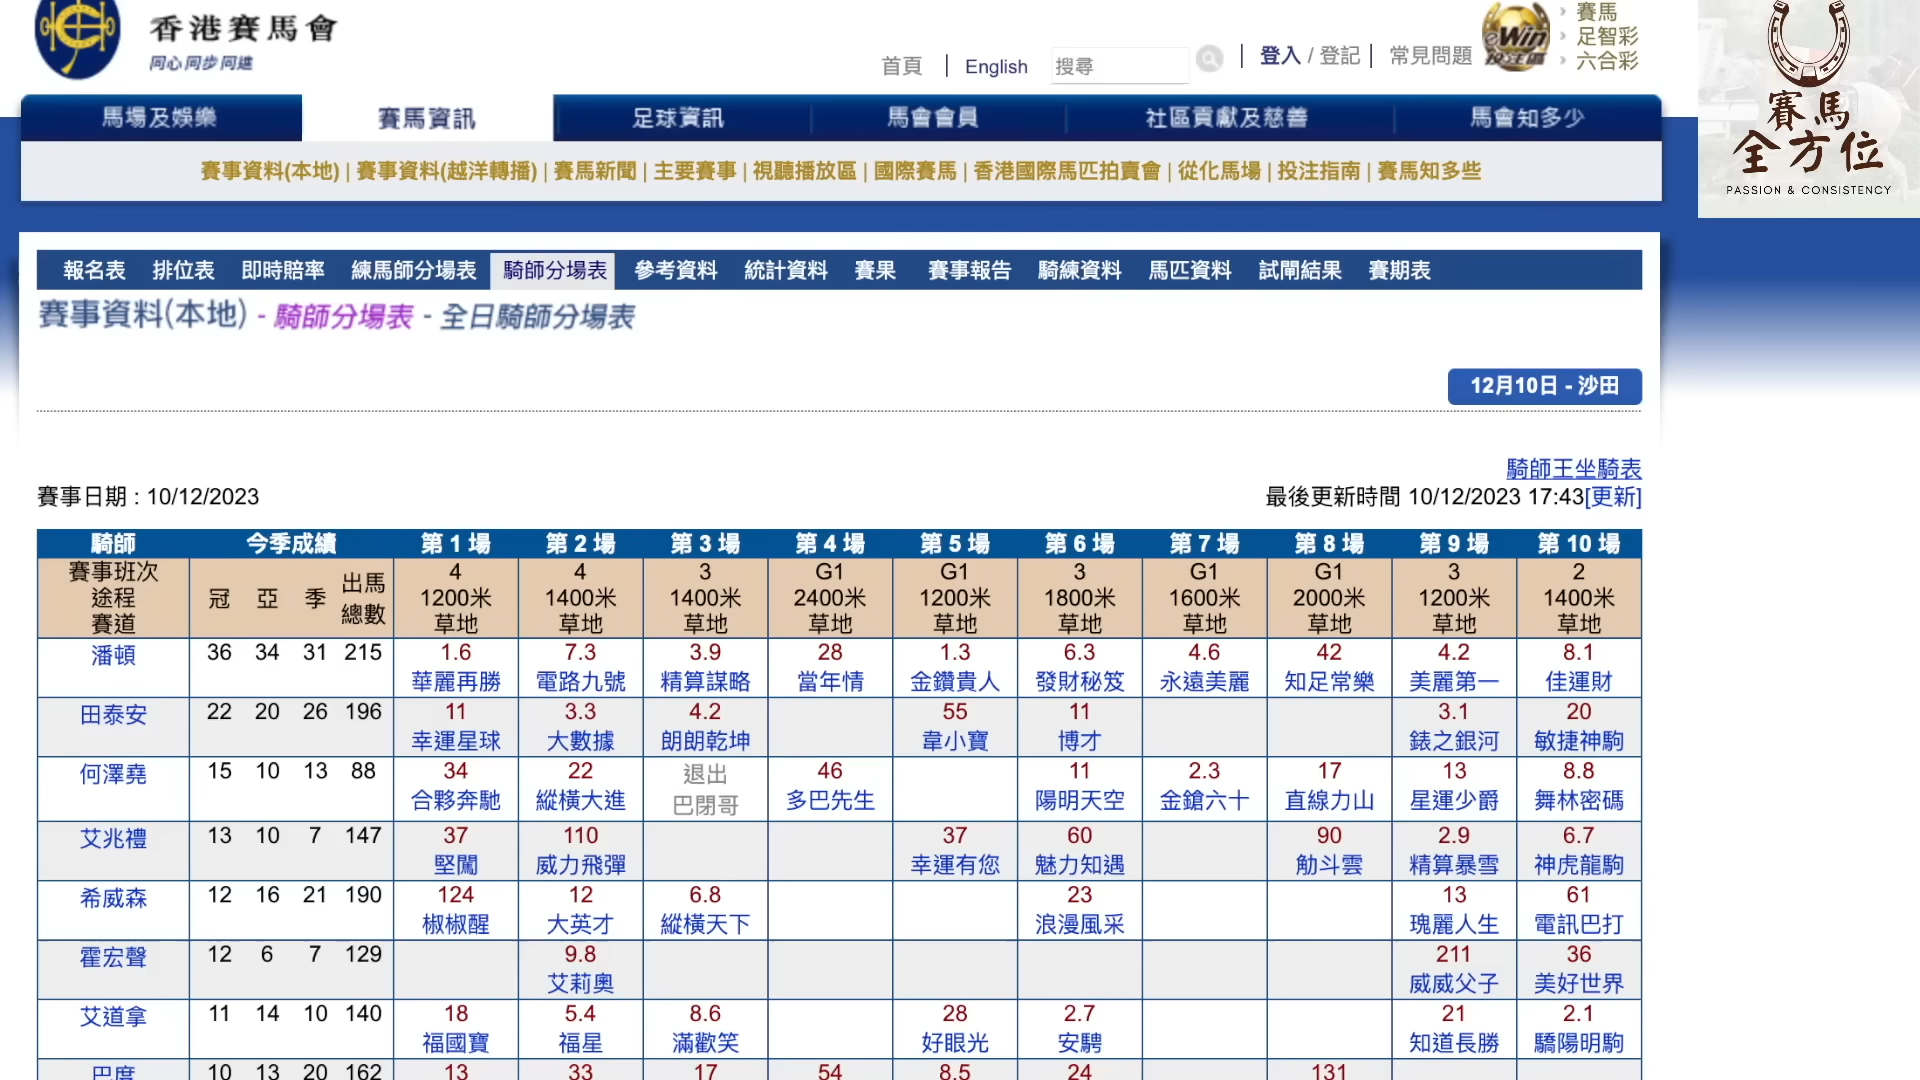 香港賽馬會
同心同步同進
首頁 | English 搜尋 | 登入 / 登記 | 常見問題
eWin
投注區
› 賽馬
› 足智彩
› 六合彩
賽馬
全方位
PASSION & CONSISTENCY
馬場及娛樂 賽馬資訊 足球資訊 馬會會員 社區貢獻及慈善 馬會知多少
賽事資料(本地) | 賽事資料(越洋轉播) | 賽馬新聞 | 主要賽事 | 視聽播放區 | 國際賽馬 | 香港國際馬匹拍賣會 | 從化馬場 | 投注指南 | 賽馬知多些
報名表 排位表 即時賠率 練馬師分場表 騎師分場表 參考資料 統計資料 賽果 賽事報告 騎練資料 馬匹資料 試閘結果 賽期表
賽事資料(本地) - 騎師分場表 - 全日騎師分場表
12月10日 - 沙田
騎師王坐騎表
賽事日期 : 10/12/2023 最後更新時間 10/12/2023 17:43[更新]
騎師 今季成績 第 1 場 第 2 場 第 3 場 第 4 場 第 5 場 第 6 場 第 7 場 第 8 場 第 9 場 第 10 場
賽事班次 冠 亞 季 出馬 4 4 3 G1 G1 3 G1 G1 3 2
途程 總數 1200米 1400米 1400米 2400米 1200米 1800米 1600米 2000米 1200米 1400米
賽道 草地 草地 草地 草地 草地 草地 草地 草地 草地 草地
潘頓 36 34 31 215 1.6 7.3 3.9 28 1.3 6.3 4.6 42 4.2 8.1
華麗再勝 電路九號 精算謀略 當年情 金鑽貴人 發財秘笈 永遠美麗 知足常樂 美麗第一 佳運財
田泰安 22 20 26 196 11 3.3 4.2 55 11 3.1 20
幸運星球 大數據 朗朗乾坤 韋小寶 博才 錶之銀河 敏捷神駒
何澤堯 15 10 13 88 34 22 退出 46 11 2.3 17 13 8.8
合夥奔馳 縱橫大進 巴閉哥 多巴先生 陽明天空 金鎗六十 直線力山 星運少爵 舞林密碼
艾兆禮 13 10 7 147 37 110 37 60 90 2.9 6.7
堅闖 威力飛彈 幸運有您 魅力知遇 觔斗雲 精算暴雪 神虎龍駒
希威森 12 16 21 190 124 12 6.8 23 13 61
椒椒醒 大英才 縱橫天下 浪漫風采 瑰麗人生 電訊巴打
霍宏聲 12 6 7 129 9.8 211 36
艾莉奧 威威父子 美好世界
艾道拿 11 14 10 140 18 5.4 8.6 28 2.7 21 2.1
福國寶 福星 滿歡笑 好眼光 安騁 知道長勝 驕陽明駒
巴度 10 13 20 162 13 33 17 54 8.5 24 131